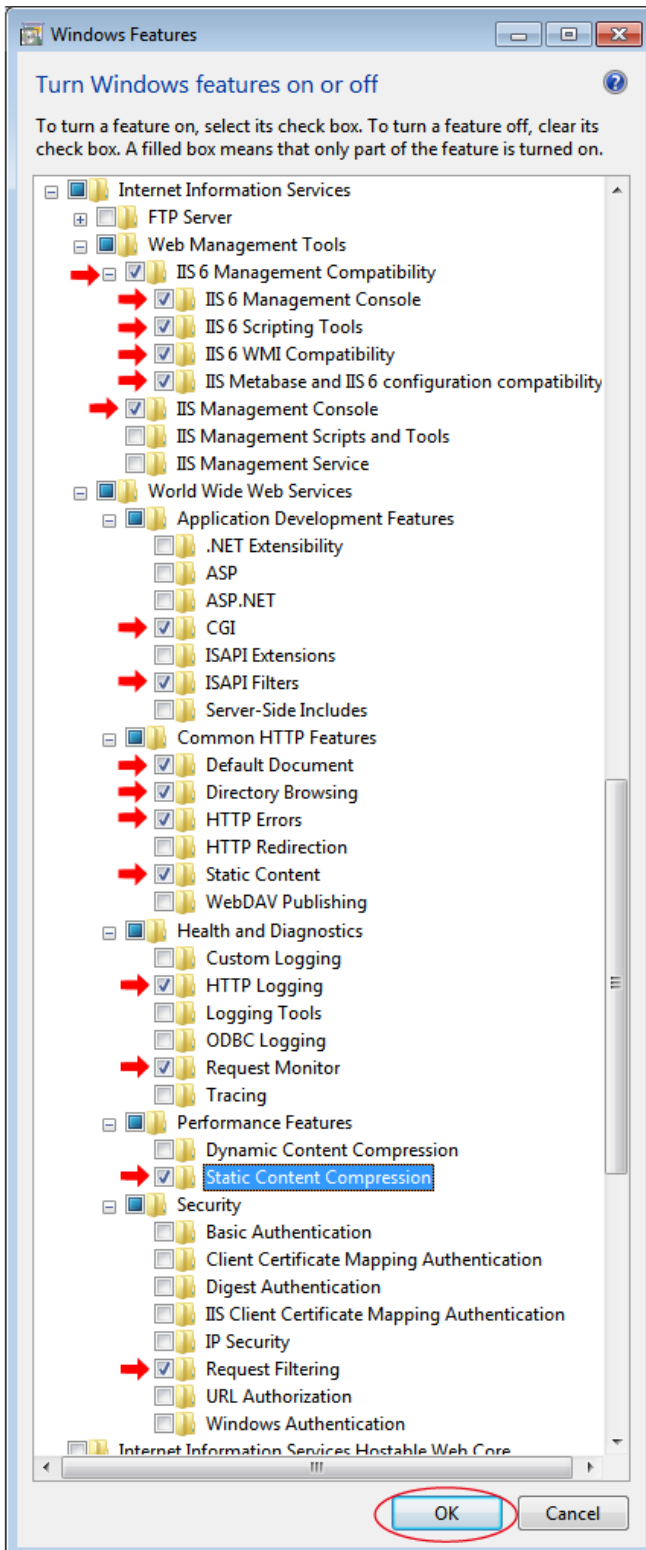 Windows Features
Turn Windows features on or off
To turn a feature on, select its check box. To turn a feature off, clear its
check box. A filled box means that only part of the feature is turned on.
Internet Information Services
FTP Server
Web Management Tools
IIS 6 Management Compatibility
IIS 6 Management Console
IIS 6 Scripting Tools
IIS 6 WMI Compatibility
IIS Metabase and IIS 6 configuration compatibility
IIS Management Console
IIS Management Scripts and Tools
IIS Management Service
World Wide Web Services
Application Development Features
.NET Extensibility
ASP
ASP.NET
CGI
ISAPI Extensions
ISAPI Filters
Server-Side Includes
Common HTTP Features
Default Document
Directory Browsing
HTTP Errors
HTTP Redirection
Static Content
WebDAV Publishing
Health and Diagnostics
Custom Logging
HTTP Logging
Logging Tools
ODBC Logging
Request Monitor
Tracing
Performance Features
Dynamic Content Compression
Static Content Compression
Security
Basic Authentication
Client Certificate Mapping Authentication
Digest Authentication
IIS Client Certificate Mapping Authentication
IP Security
Request Filtering
URL Authorization
Windows Authentication
Internet Information Services Hostable Web Core
OK Cancel